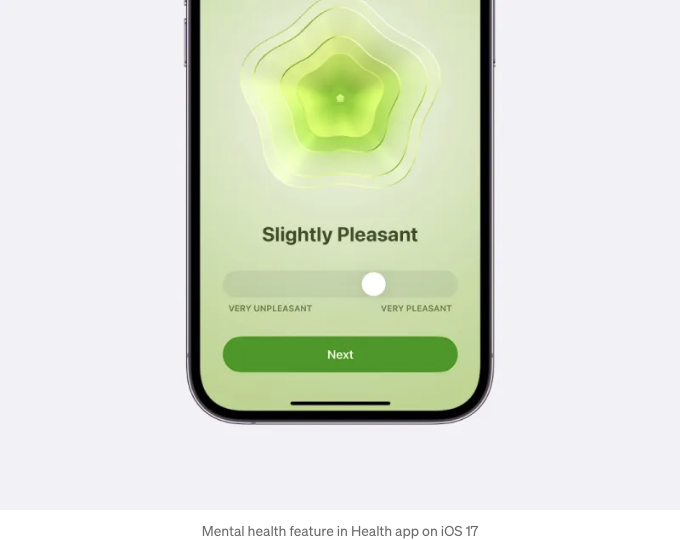 Slightly Pleasant
VERY UNPLEASANT VERY PLEASANT
Next
Mental health feature in Health app on iOS 17